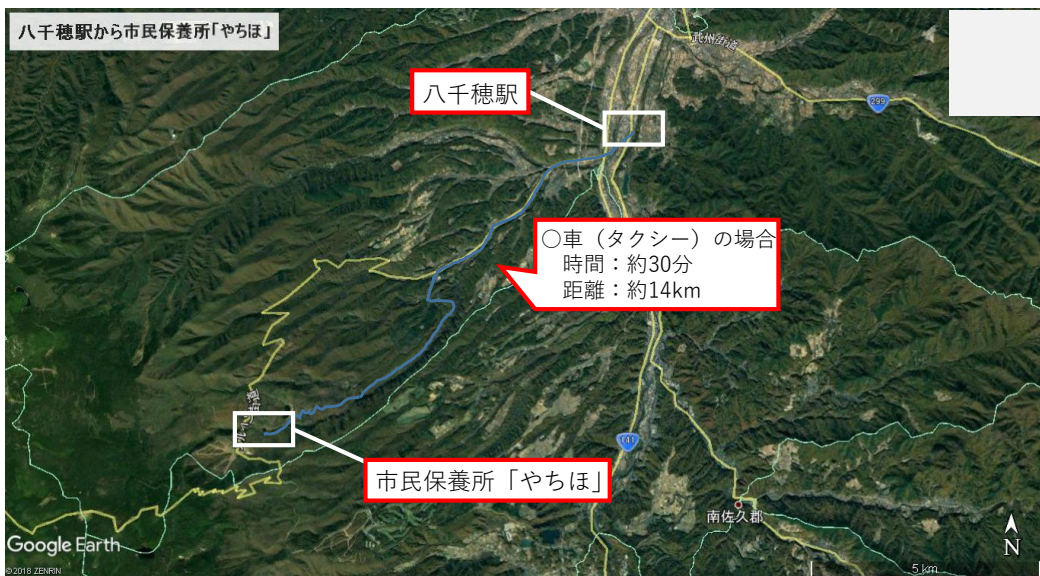 八千穂駅から市民保養所「やちほ」
武州街道
299
八千穂駅
○車（タクシー）の場合
時間：約30分
距離：約14km
141
市民保養所「やちほ」
南佐久郡
N
Google Earth
©2018 ZENRIN
5 km